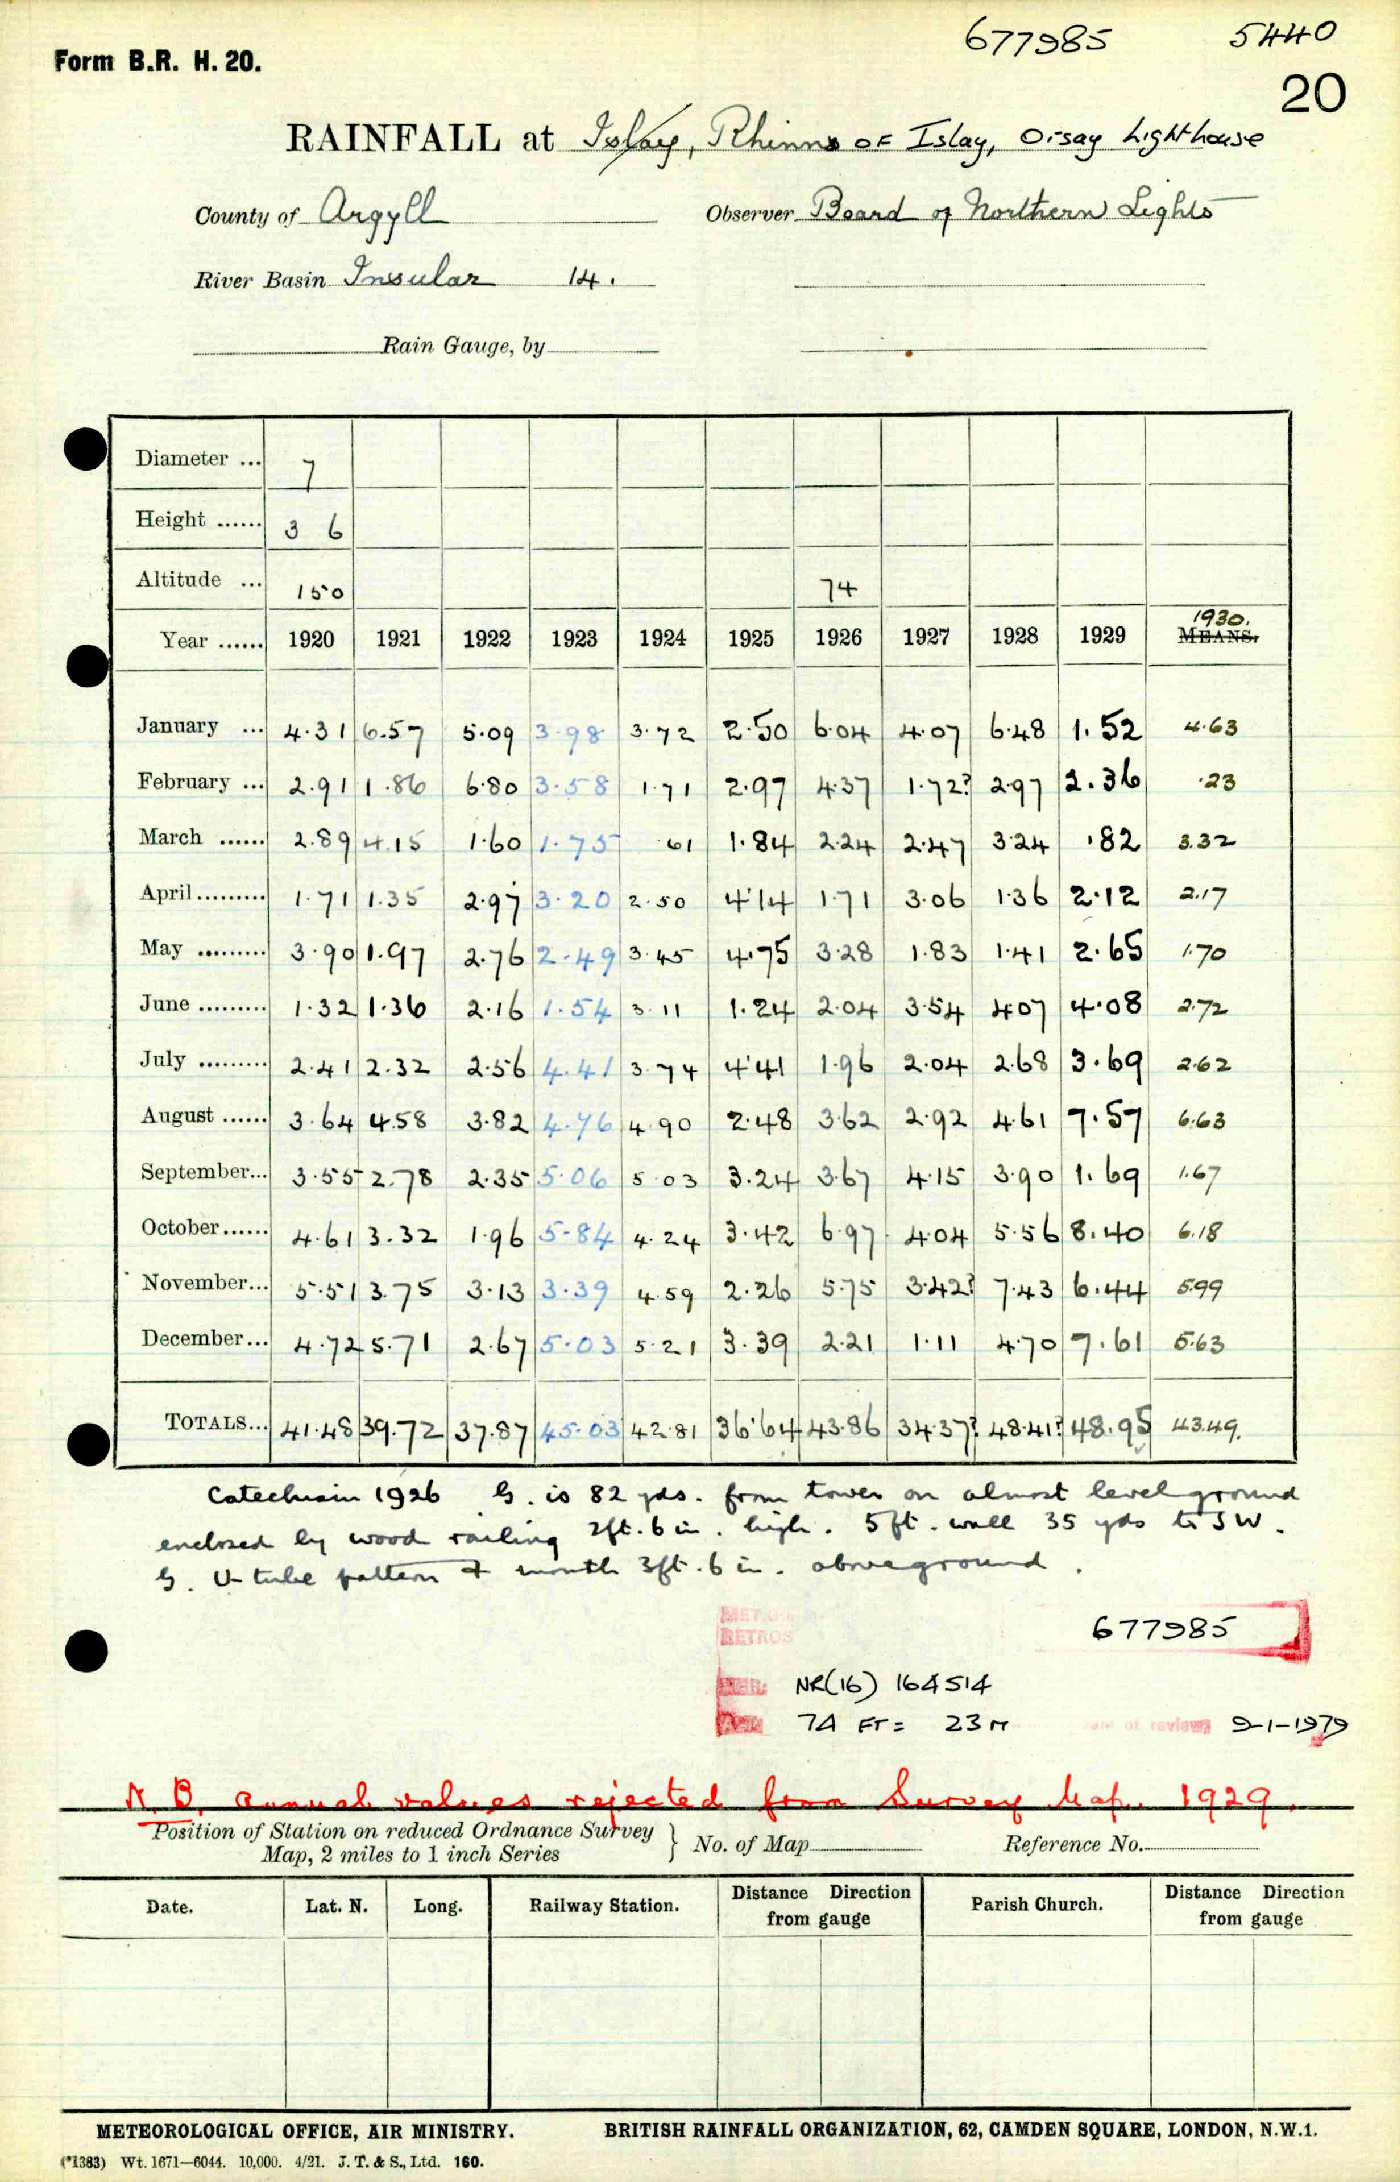 677985 5440
Form B.R. H. 20.
20
RAINFALL at Islay, Rhinns OF Islay, Orsay Lighthouse
County of Argyll Observer Board of Northern Lights
River Basin Insular 14.
Rain Gauge, by
Diameter ... 7
Height ...... 3 6
Altitude ... 150 74
1930.
Year ...... 1920 1921 1922 1923 1924 1925 1926 1927 1928 1929 MEANS.
January ... 4.31 6.57 5.09 3.98 3.72 2.50 6.04 4.07 6.48 1.52 4.63
February ... 2.91 1.86 6.80 3.58 1.71 2.97 4.37 1.72? 2.97 2.36 .23
March ...... 2.89 4.15 1.60 1.75 .61 1.84 2.24 2.47 3.24 .82 3.32
April ......... 1.71 1.35 2.97 3.20 2.50 4.14 1.71 3.06 1.36 2.12 2.17
May ......... 3.90 1.97 2.76 2.49 3.45 4.75 3.28 1.83 1.41 2.65 1.70
June ......... 1.32 1.36 2.16 1.54 3.11 1.24 2.04 3.54 4.07 4.08 2.72
July ......... 2.41 2.32 2.56 4.41 3.74 4.41 1.96 2.04 2.68 3.69 2.62
August ...... 3.64 4.58 3.82 4.76 4.90 2.48 3.62 2.92 4.61 7.57 6.63
September... 3.55 2.78 2.35 5.06 5.03 3.24 3.67 4.15 3.90 1.69 1.67
October...... 4.61 3.32 1.96 5.84 4.24 3.42 6.97 4.04 5.56 8.40 6.18
November... 5.51 3.75 3.13 3.39 4.59 2.26 5.75 3.42? 7.43 6.44 5.99
December... 4.72 5.71 2.67 5.03 5.21 3.39 2.21 1.11 4.70 7.61 5.63
TOTALS... 41.48 39.72 37.87 45.03 42.81 36.64 43.86 34.37? 48.41? 48.95 43.49.
Catechism 1926 G. is 82 yds. from tower on almost level ground
enclosed by wood railing 2ft. 6 in. high. 5ft. wall 35 yds to SW.
G. U-tube pattern & mouth 3ft. 6 in. above ground.
MET.O.
RETROS 677985
NR(16) 164514
74 FT = 23 M of review 9-1-1979
N.B. annual values rejected from Survey Map. 1929.
Position of Station on reduced Ordnance Survey
Map, 2 miles to 1 inch Series } No. of Map Reference No.
Date. Lat. N. Long. Railway Station. Distance Direction from gauge Parish Church. Distance Direction from gauge
METEOROLOGICAL OFFICE, AIR MINISTRY. BRITISH RAINFALL ORGANIZATION, 62, CAMDEN SQUARE, LONDON, N.W.1.
(*1383) Wt. 1671—6044. 10,000. 4/21. J. T. & S., Ltd. 160.